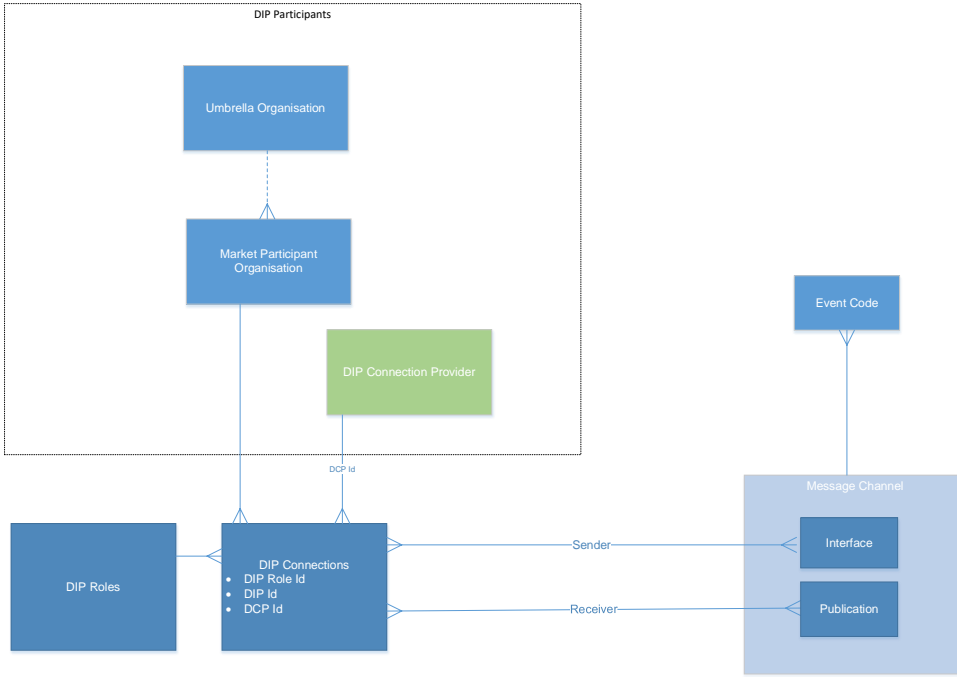 DIP Participants
Umbrella Organisation
Market Participant
Organisation
Event Code
DIP Connection Provider
DCP Id
Message Channel
DIP Roles
DIP Connections
• DIP Role Id
• DIP Id
• DCP Id
Sender
Interface
Receiver
Publication